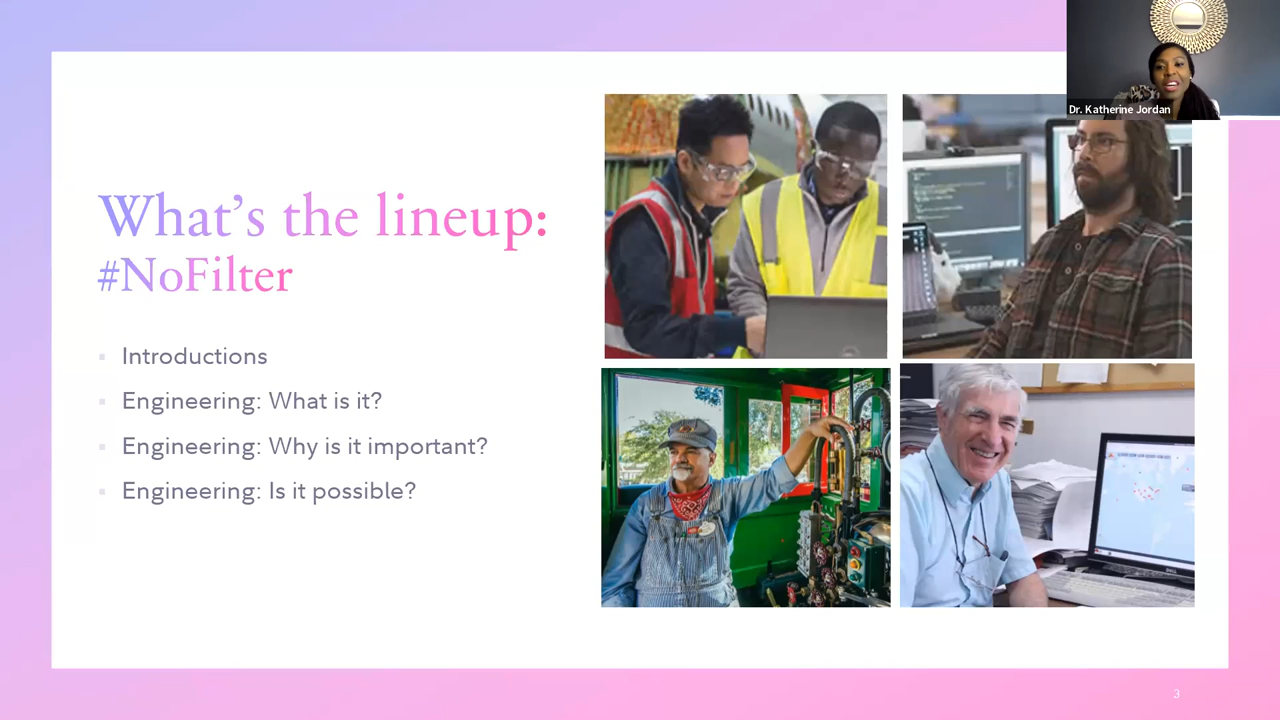 Dr. Katherine Jordan
What's the lineup:
#NoFilter
Introductions
Engineering: What is it?
Engineering: Why is it important?
Engineering: Is it possible?
3